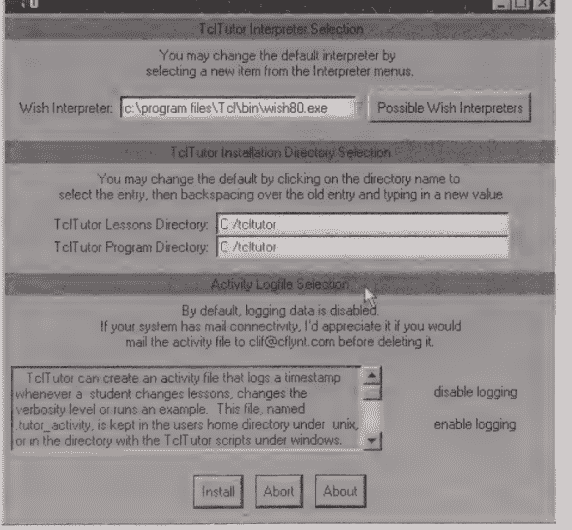 TclTutor Interpreter Selection
You may change the default interpreter by
selecting a new item from the Interpreter menus.
Wish Interpreter: c:\program files\Tcl\bin\wish80.exe Possible Wish Interpreters
TclTutor Installation Directory Selection
You may change the default by clicking on the directory name to
select the entry, then backspacing over the old entry and typing in a new value
TclTutor Lessons Directory: C:/tcltutor
TclTutor Program Directory: C:/tcltutor
Activity Logfile Selection
By default, logging data is disabled.
If your system has mail connectivity, I'd appreciate it if you would
mail the activity file to clif@cflynt.com before deleting it.
TclTutor can create an activity file that logs a timestamp
whenever a student changes lessons, changes the
verbosity level or runs an example. This file, named
.tutor_activity, is kept in the users home directory under unix,
or in the directory with the TclTutor scripts under windows.
disable logging
enable logging
Install Abort About